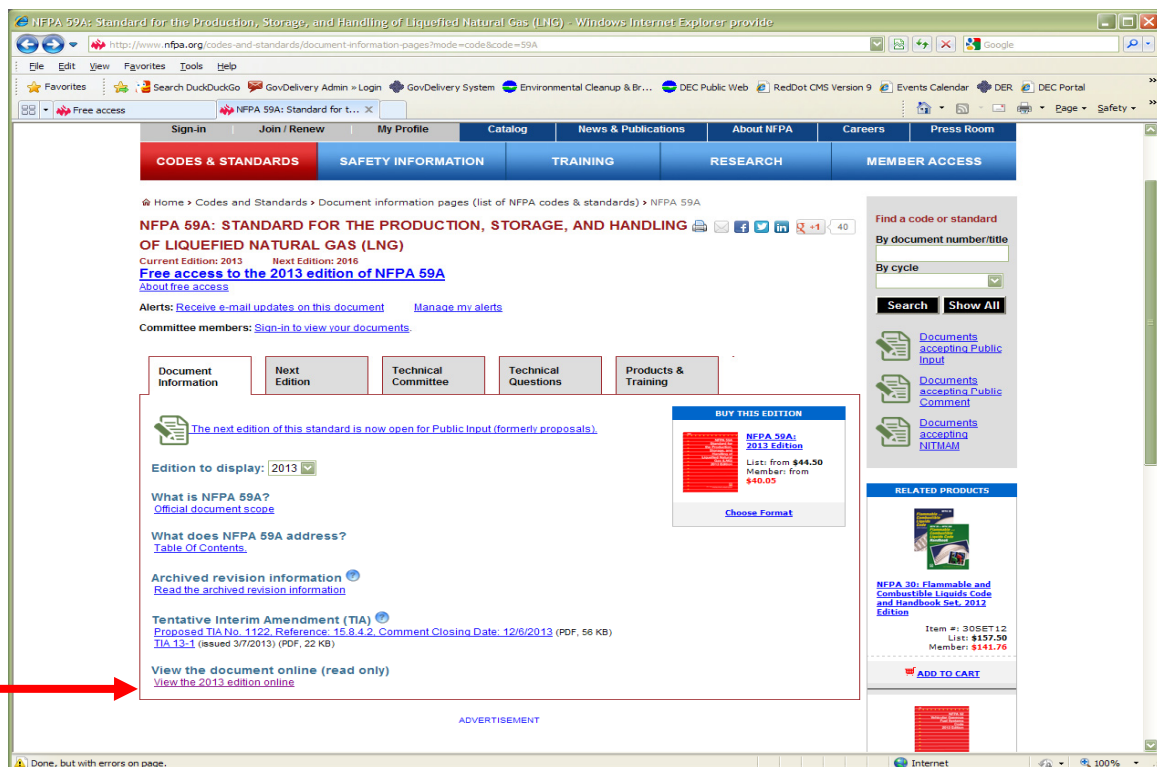 NFPA 59A: Standard for the Production, Storage, and Handling of Liquefied Natural Gas (LNG) - Windows Internet Explorer provide
http://www.nfpa.org/codes-and-standards/document-information-pages?mode=code&code=59A
Google
File Edit View Favorites Tools Help
Favorites Search DuckDuckGo GovDelivery Admin » Login GovDelivery System Environmental Cleanup & Br... DEC Public Web RedDot CMS Version 9 Events Calendar DER DEC Portal
Free access NFPA 59A: Standard for t... X Page Safety
Sign-in Join / Renew My Profile Catalog News & Publications About NFPA Careers Press Room
CODES & STANDARDS SAFETY INFORMATION TRAINING RESEARCH MEMBER ACCESS
Home > Codes and Standards > Document information pages (list of NFPA codes & standards) > NFPA 59A
NFPA 59A: STANDARD FOR THE PRODUCTION, STORAGE, AND HANDLING
OF LIQUEFIED NATURAL GAS (LNG)
+1 40
Current Edition: 2013 Next Edition: 2016
Free access to the 2013 edition of NFPA 59A
About free access
Alerts: Receive e-mail updates on this document Manage my alerts
Committee members: Sign-in to view your documents.
Document Information
Next Edition
Technical Committee
Technical Questions
Products & Training
The next edition of this standard is now open for Public Input (formerly proposals).
Edition to display: 2013
What is NFPA 59A?
Official document scope
What does NFPA 59A address?
Table Of Contents.
Archived revision information
Read the archived revision information
Tentative Interim Amendment (TIA)
Proposed TIA No. 1122, Reference: 15.8.4.2, Comment Closing Date: 12/6/2013 (PDF, 56 KB)
TIA 13-1 (issued 3/7/2013) (PDF, 22 KB)
View the document online (read only)
View the 2013 edition online
BUY THIS EDITION
NFPA 59A:
2013 Edition
List: from $44.50
Member: from
$40.05
Choose Format
ADVERTISEMENT
Find a code or standard
By document number/title
By cycle
Search Show All
Documents
accepting Public
Input
Documents
accepting Public
Comment
Documents
accepting
NITMAM
RELATED PRODUCTS
NFPA 30: Flammable and
Combustible Liquids Code
and Handbook Set, 2012
Edition
Item #: 30SET12
List: $157.50
Member: $141.76
ADD TO CART
Done, but with errors on page. Internet 100%